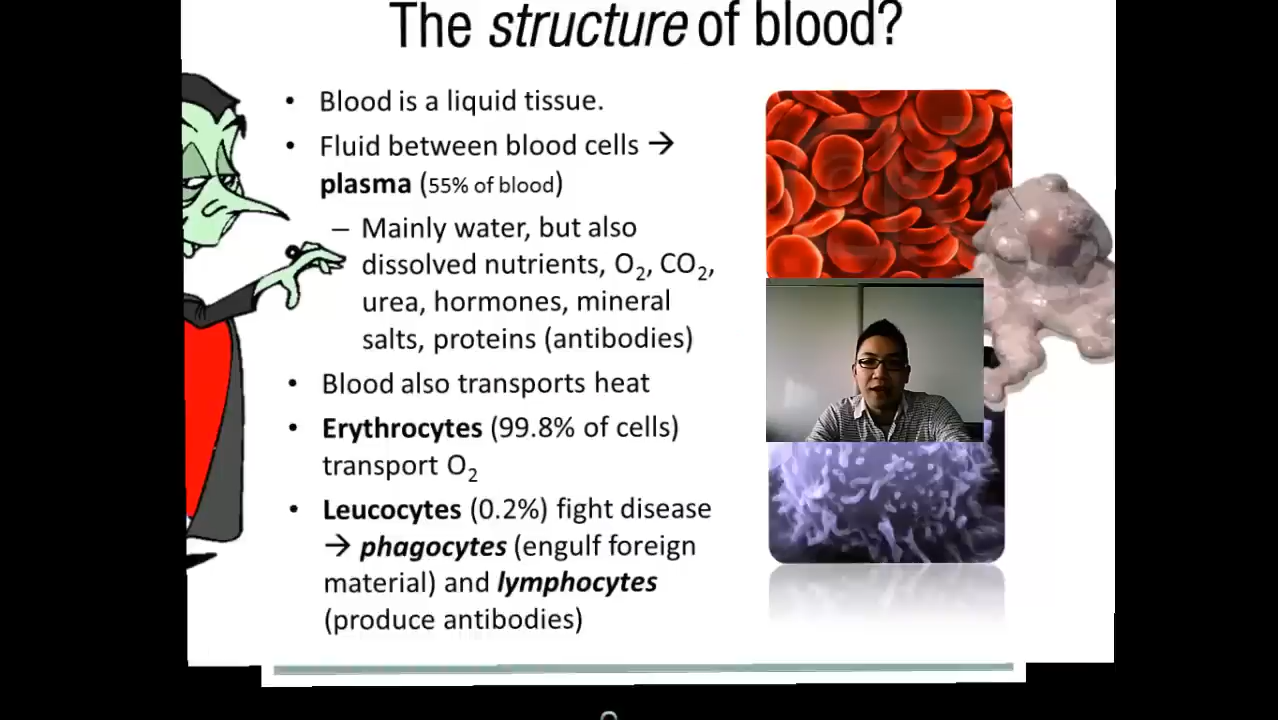 The structure of blood?
• Blood is a liquid tissue.
• Fluid between blood cells →
plasma (55% of blood)
– Mainly water, but also
dissolved nutrients, O₂, CO₂,
urea, hormones, mineral
salts, proteins (antibodies)
• Blood also transports heat
• Erythrocytes (99.8% of cells)
transport O₂
• Leucocytes (0.2%) fight disease
→ phagocytes (engulf foreign
material) and lymphocytes
(produce antibodies)